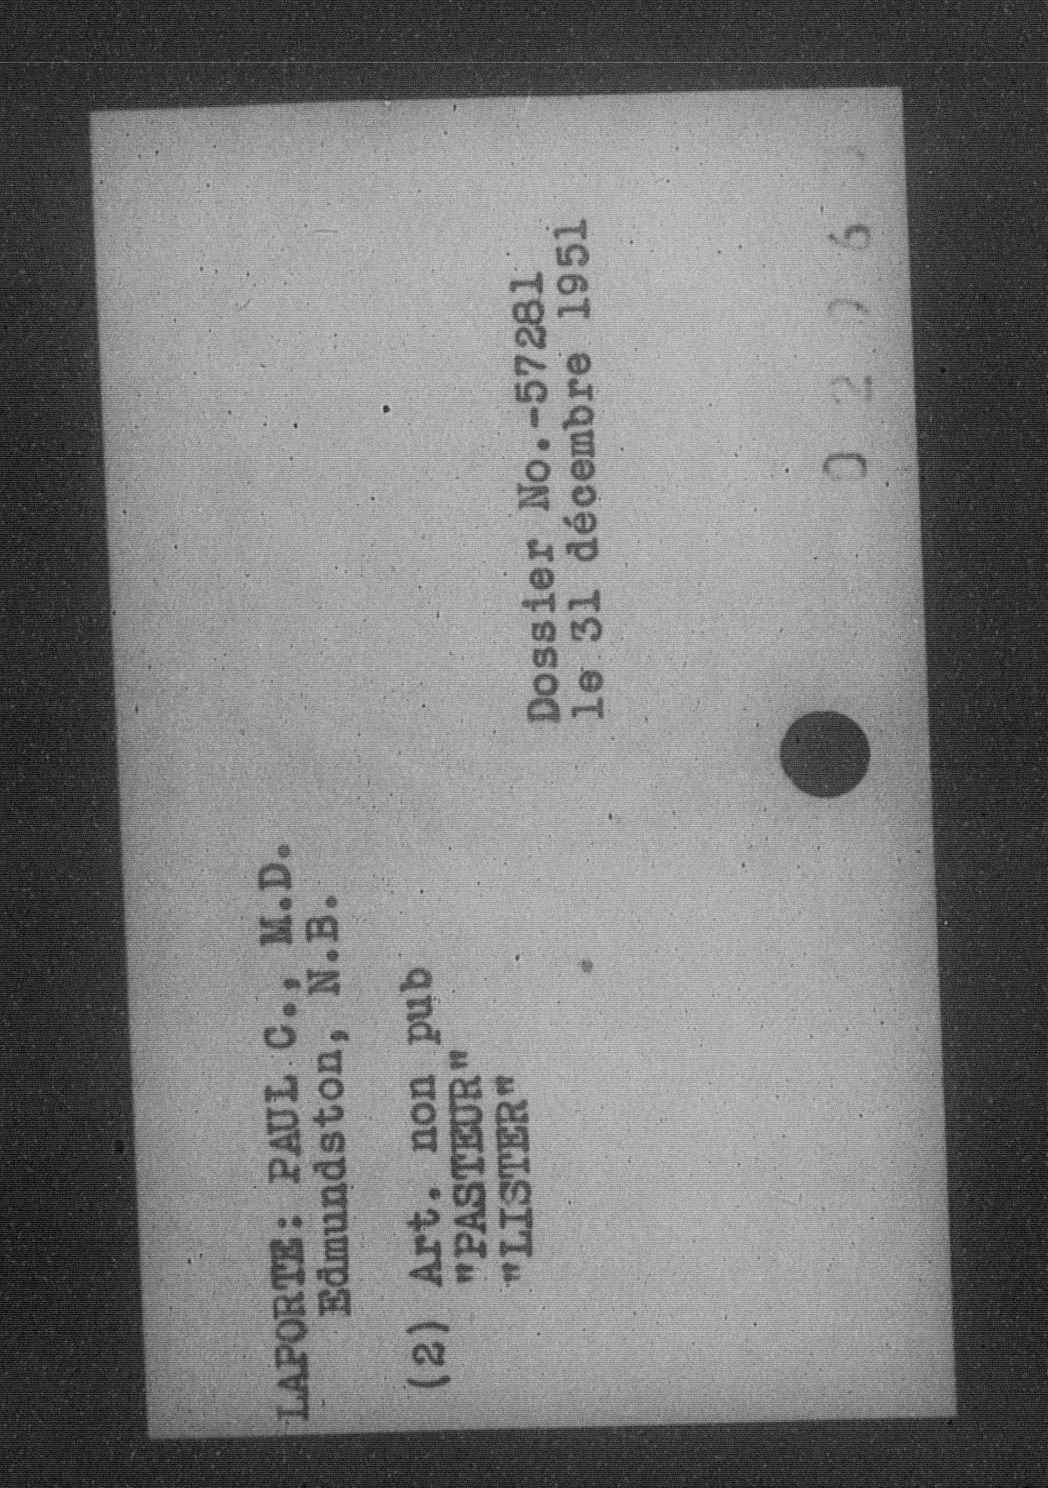 LAPORTE: PAUL C., M.D.
Edmundston, N.B.
(2) Art. non pub
"PASTEUR"
"LISTER"
Dossier No.-57281
le 31 décembre 1951